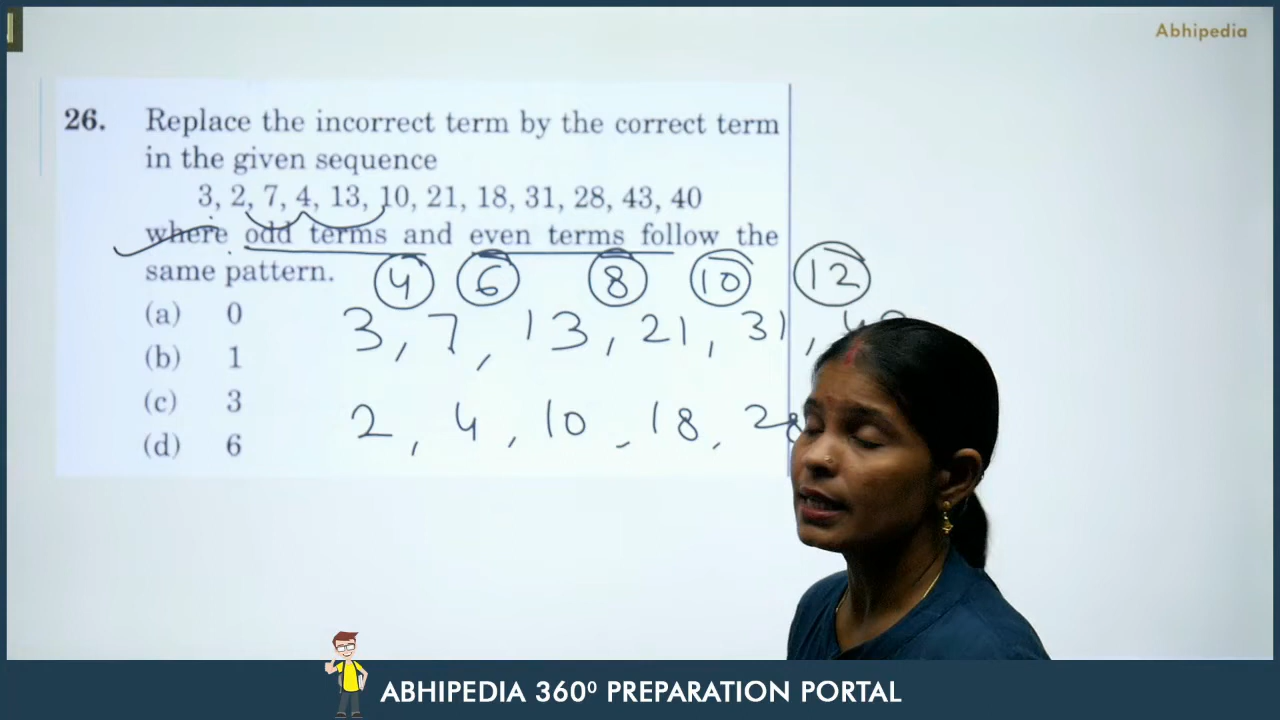 Abhipedia
26. Replace the incorrect term by the correct term
in the given sequence
3, 2, 7, 4, 13, 10, 21, 18, 31, 28, 43, 40
where odd terms and even terms follow the
same pattern.
(a) 0
(b) 1
(c) 3
(d) 6
4 6 8 10 12
3, 7, 13, 21, 31,
2, 4, 10, 18, 28
ABHIPEDIA 360⁰ PREPARATION PORTAL